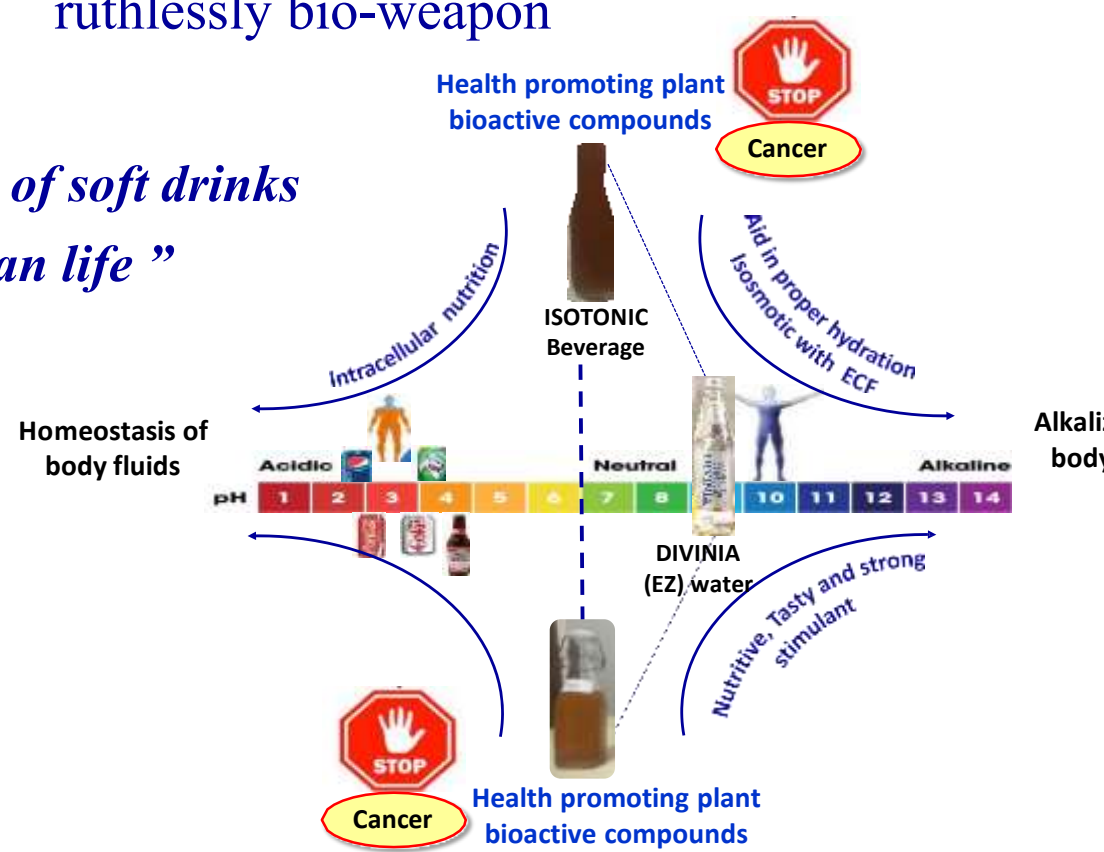 ruthlessly bio-weapon
Health promoting plant
bioactive compounds
STOP
Cancer
of soft drinks
an life ”
Intracellular nutrition
Aid in proper hydration
Isosmotic with ECF
ISOTONIC
Beverage
Homeostasis of
body fluids
Alkaliz
body
Acidic Neutral Alkaline
pH 1 2 3 4 5 6 7 8 10 11 12 13 14
DIVINIA
(EZ) water
Nutritive, Tasty and strong
stimulant
STOP
Cancer
Health promoting plant
bioactive compounds